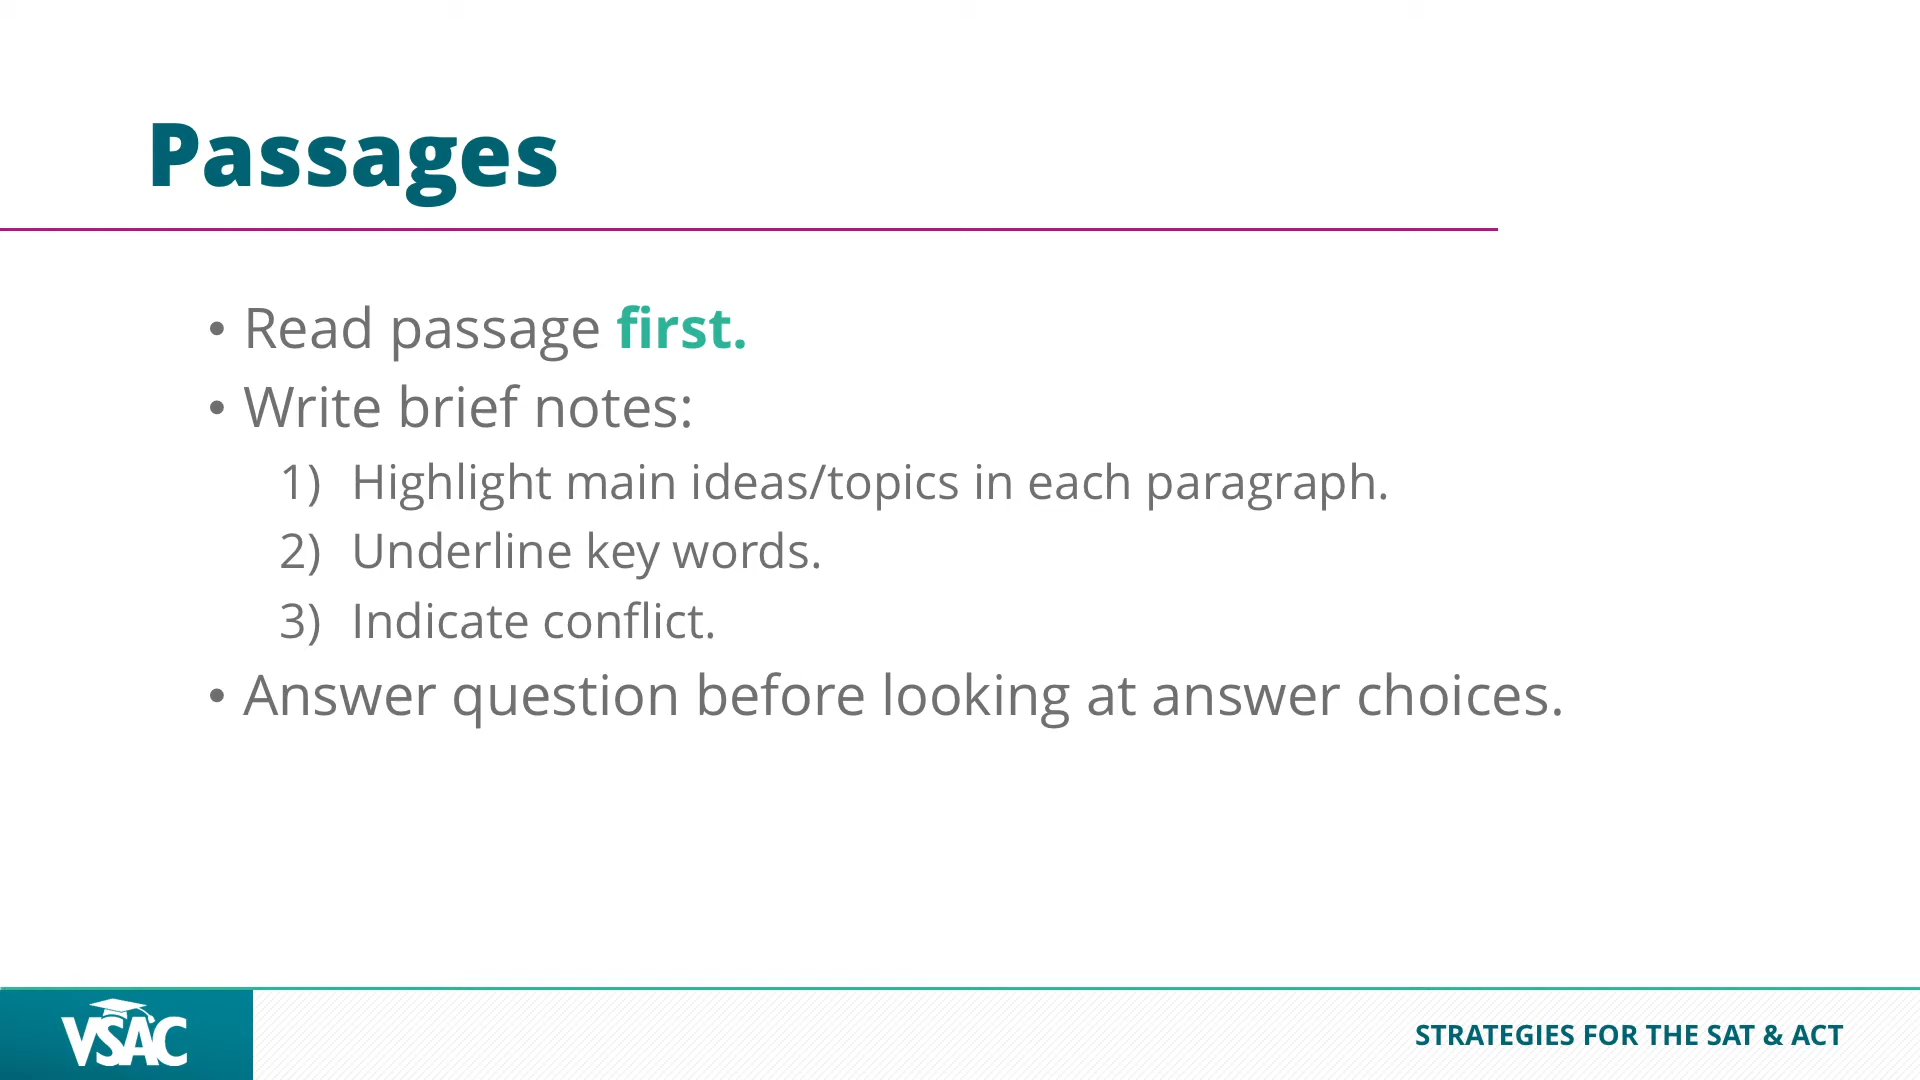 Passages
• Read passage first.
• Write brief notes:
1) Highlight main ideas/topics in each paragraph.
2) Underline key words.
3) Indicate conflict.
• Answer question before looking at answer choices.
VSAC
STRATEGIES FOR THE SAT & ACT